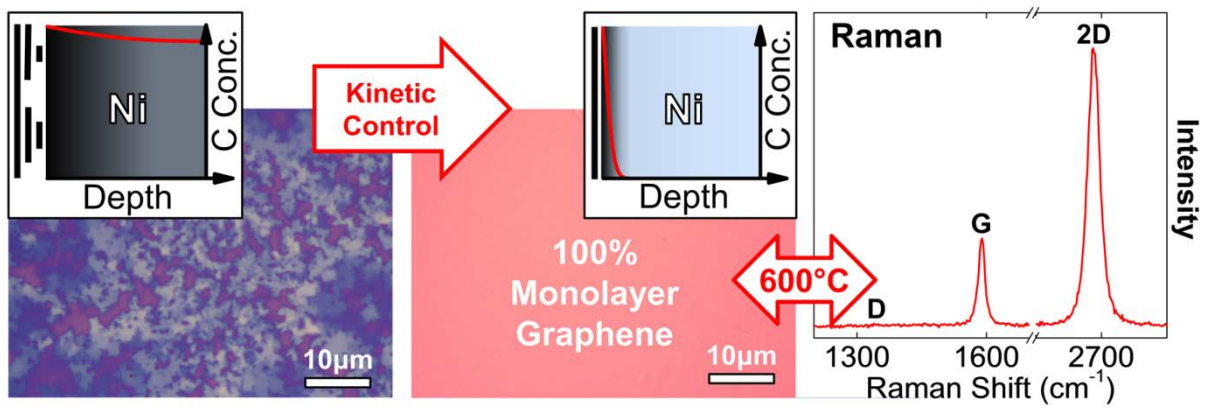 Ni
C Conc.
Depth
10μm
Kinetic
Control
Ni
C Conc.
Depth
100%
Monolayer
Graphene
10μm
600°C
Raman
2D
G
D
Intensity
1300
1600
2700
Raman Shift (cm⁻¹)